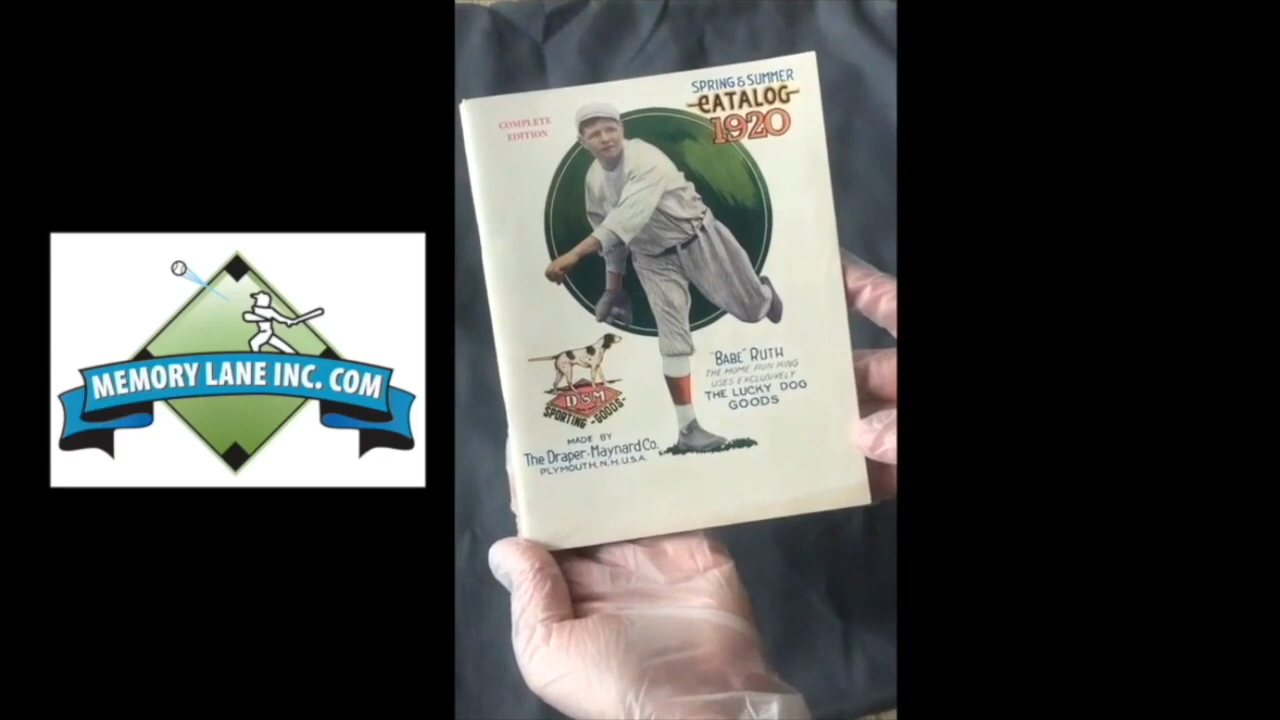 MEMORY LANE INC. COM
COMPLETE
EDITION
SPRING & SUMMER
CATALOG
1920
"BABE" RUTH
THE HOME RUN KING
USES EXCLUSIVELY
THE LUCKY DOG
GOODS
D&M
SPORTING-GOODS-
MADE BY
The Draper-Maynard Co.
PLYMOUTH, N.H. U.S.A.